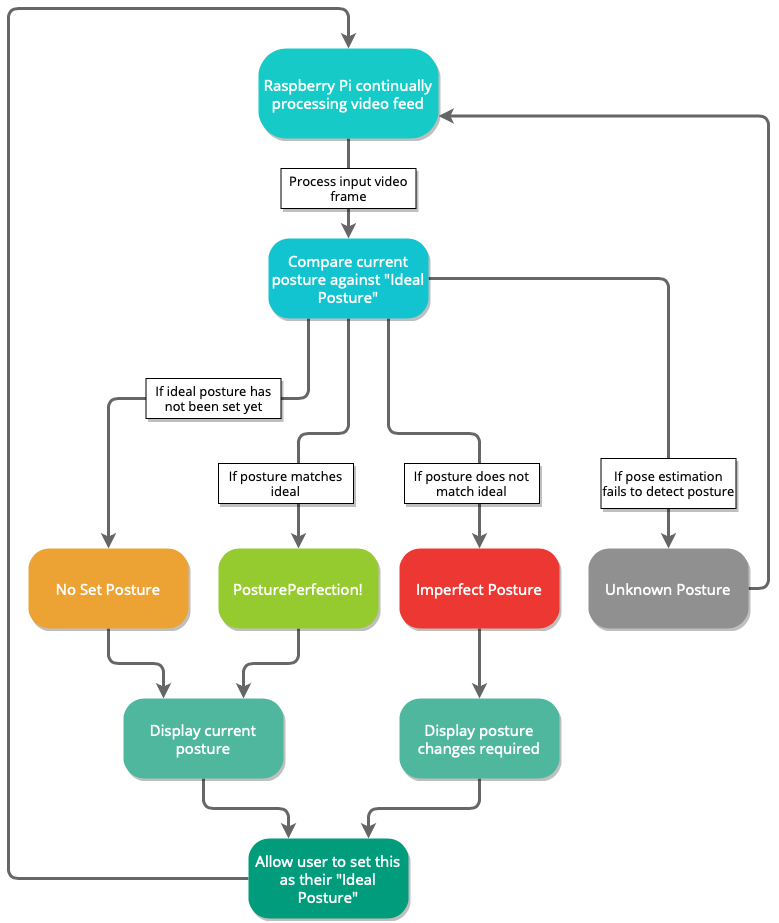 Raspberry Pi continually
processing video feed
Process input video
frame
Compare current
posture against "Ideal
Posture"
If ideal posture has
not been set yet
If posture matches
ideal
If posture does not
match ideal
If pose estimation
fails to detect posture
No Set Posture
PosturePerfection!
Imperfect Posture
Unknown Posture
Display current
posture
Display posture
changes required
Allow user to set this
as their "Ideal
Posture"